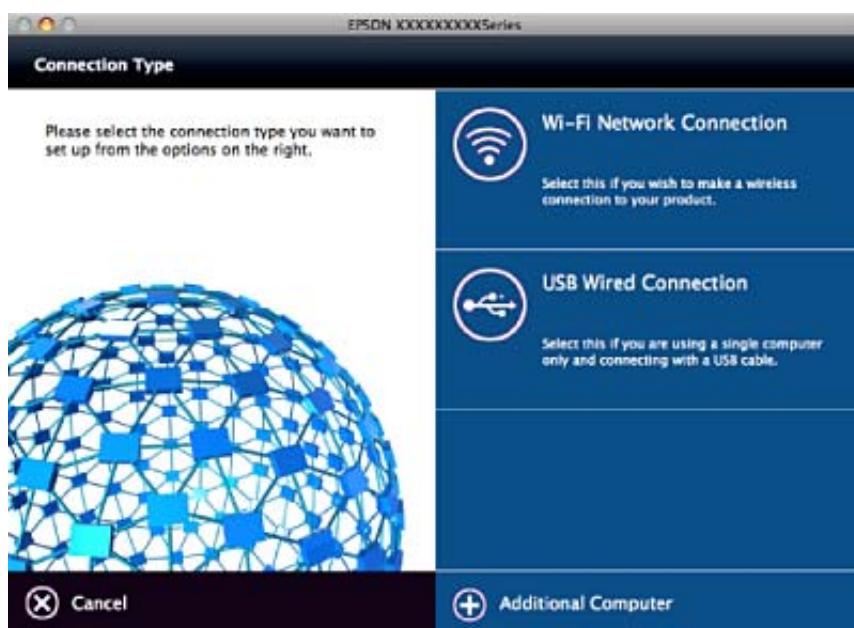 EPSON XXXXXXXXXSeries
Connection Type
Please select the connection type you want to
set up from the options on the right.
Wi-Fi Network Connection
Select this if you wish to make a wireless
connection to your product.
USB Wired Connection
Select this if you are using a single computer
only and connecting with a USB cable.
Cancel
Additional Computer